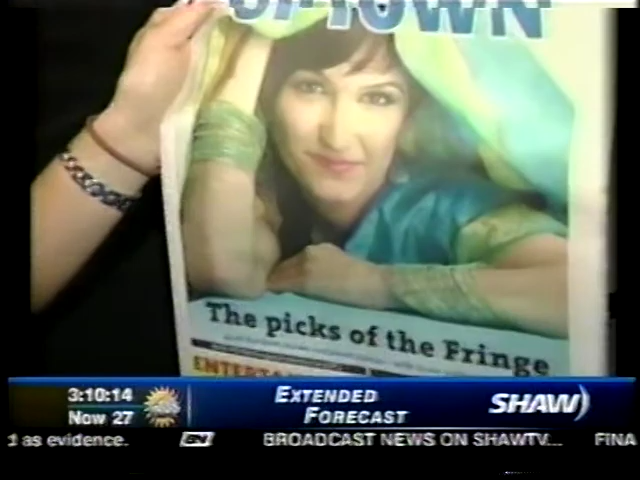 UPTOWN
The picks of the Fringe
3:10:14
Now 27
EXTENDED
FORECAST
SHAW)
d as evidence. BN BROADCAST NEWS ON SHAWTV... FINA